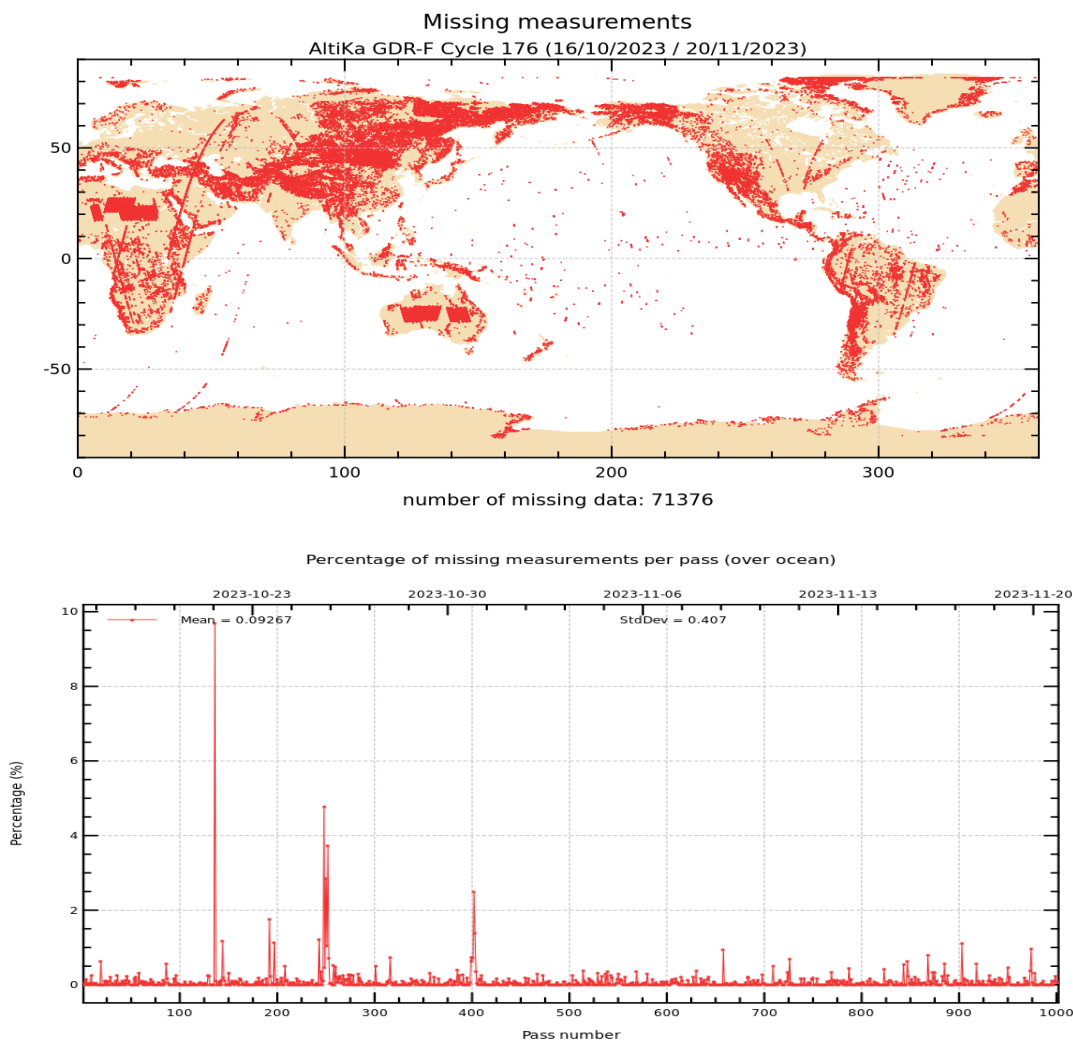 Missing measurements
AltiKa GDR-F Cycle 176 (16/10/2023 / 20/11/2023)
50
0
-50
0 100 200 300
number of missing data: 71376
Percentage of missing measurements per pass (over ocean)
2023-10-23 2023-10-30 2023-11-06 2023-11-13 2023-11-20
Mean = 0.09267 StdDev = 0.407
10
8
6
4
2
0
Percentage (%)
100 200 300 400 500 600 700 800 900 1000
Pass number